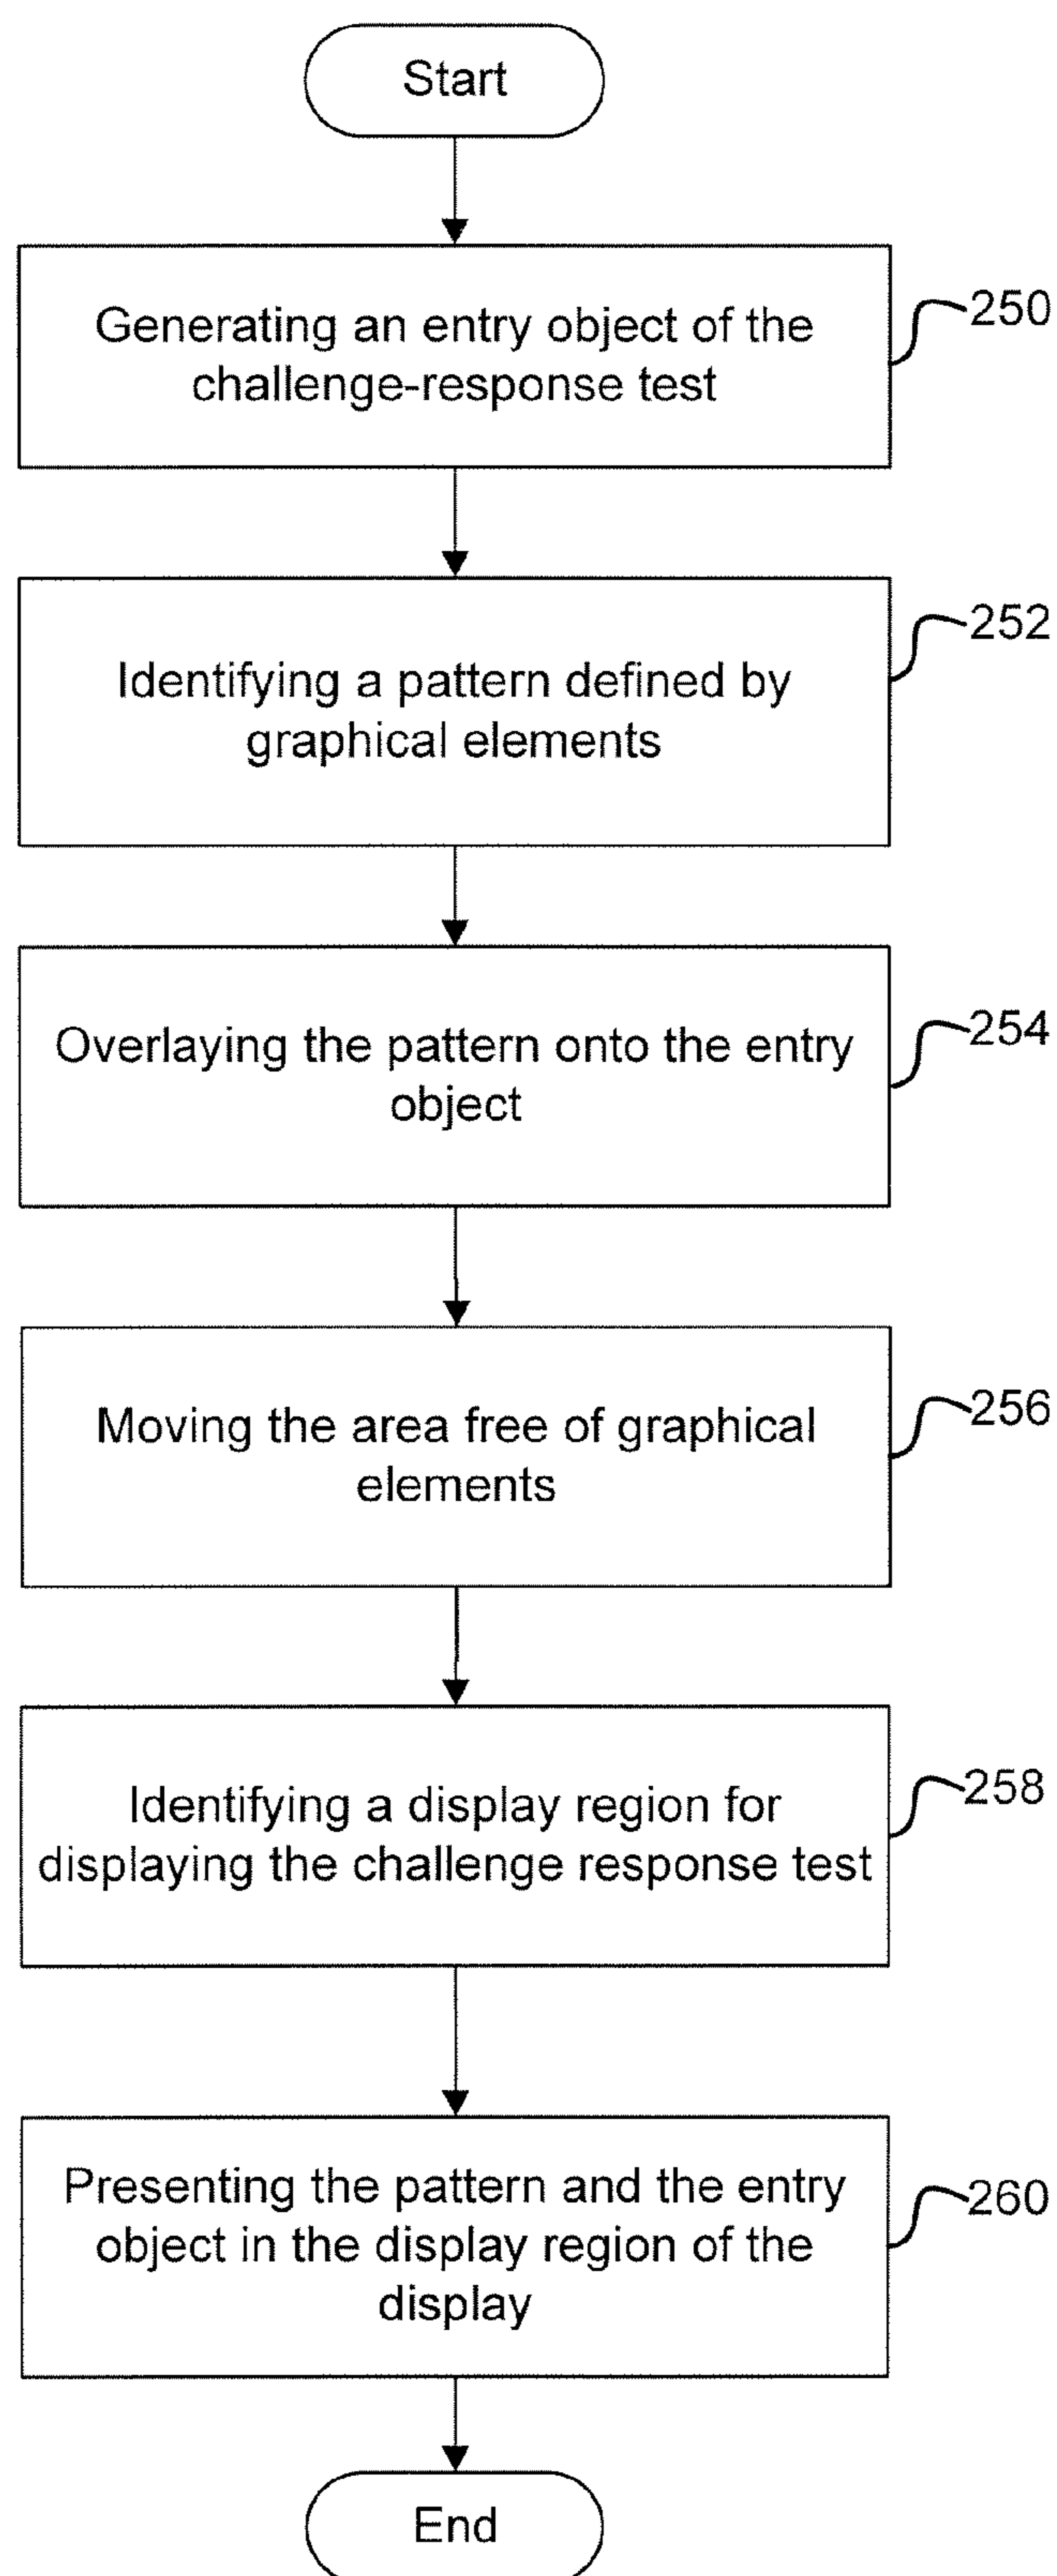 Start
Generating an entry object of the
challenge-response test
250
Identifying a pattern defined by
graphical elements
252
Overlaying the pattern onto the entry
object
254
Moving the area free of graphical
elements
256
Identifying a display region for
displaying the challenge response test
258
Presenting the pattern and the entry
object in the display region of the
display
260
End